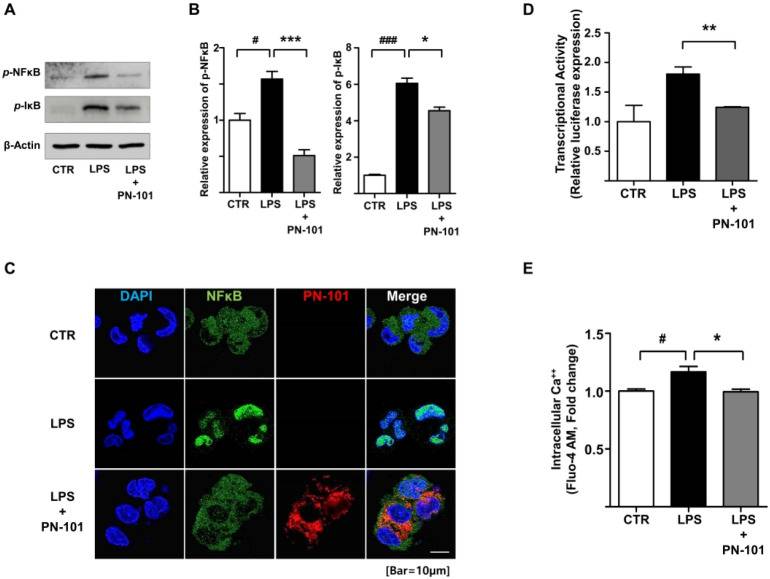 A
p-NFκB
p-IκB
β-Actin
CTR
LPS
LPS
+
PN-101
B
Relative expression of p-NFκB
2
1
0
#
***
CTR
LPS
LPS
+
PN-101
Relative expression of p-IκB
8
6
4
2
0
###
*
CTR
LPS
LPS
+
PN-101
D
Transcriptional Activity
(Relative luciferase expression)
2.5
2.0
1.5
1.0
0.5
**
CTR
LPS
LPS
+
PN-101
C
DAPI
NFκB
PN-101
Merge
CTR
LPS
LPS
+
PN-101
[Bar=10μm]
E
Intracellular Ca++
(Fluo-4 AM, Fold change)
1.5
1.0
0.5
#
*
CTR
LPS
LPS
+
PN-101